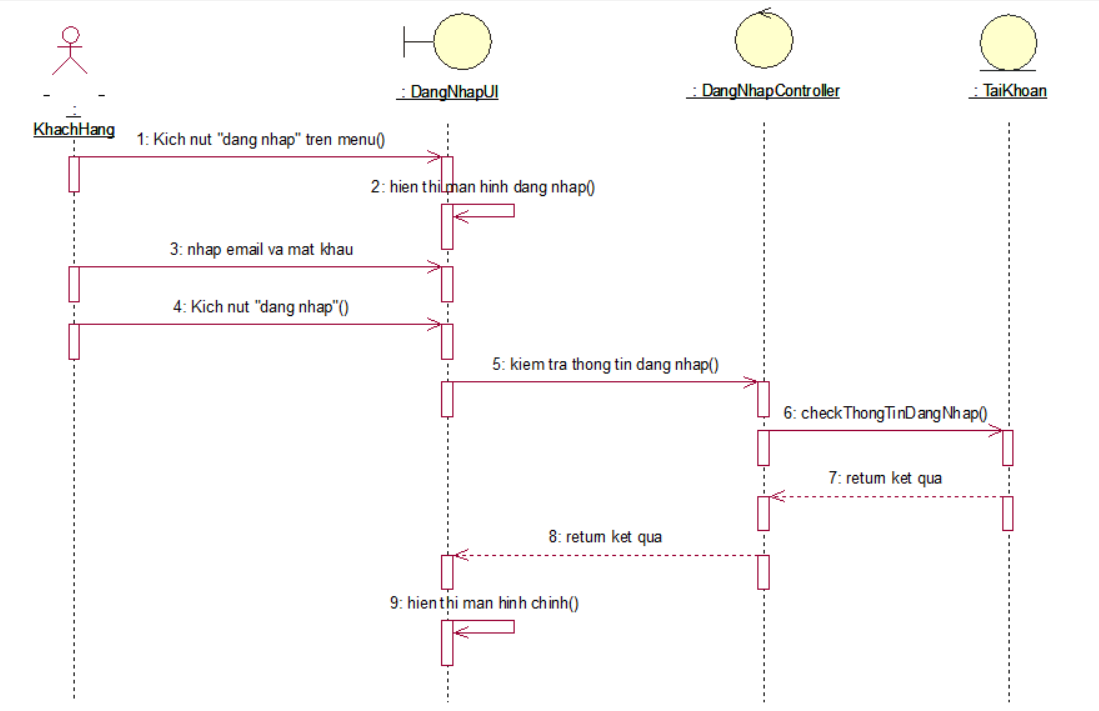 : DangNhapUI
: DangNhapController
: TaiKhoan
:
KhachHang
1: Kich nut "dang nhap" tren menu()
2: hien thi man hinh dang nhap()
3: nhap email va mat khau
4: Kich nut "dang nhap"()
5: kiem tra thong tin dang nhap()
6: checkThongTinDangNhap()
7: return ket qua
8: return ket qua
9: hien thi man hinh chinh()